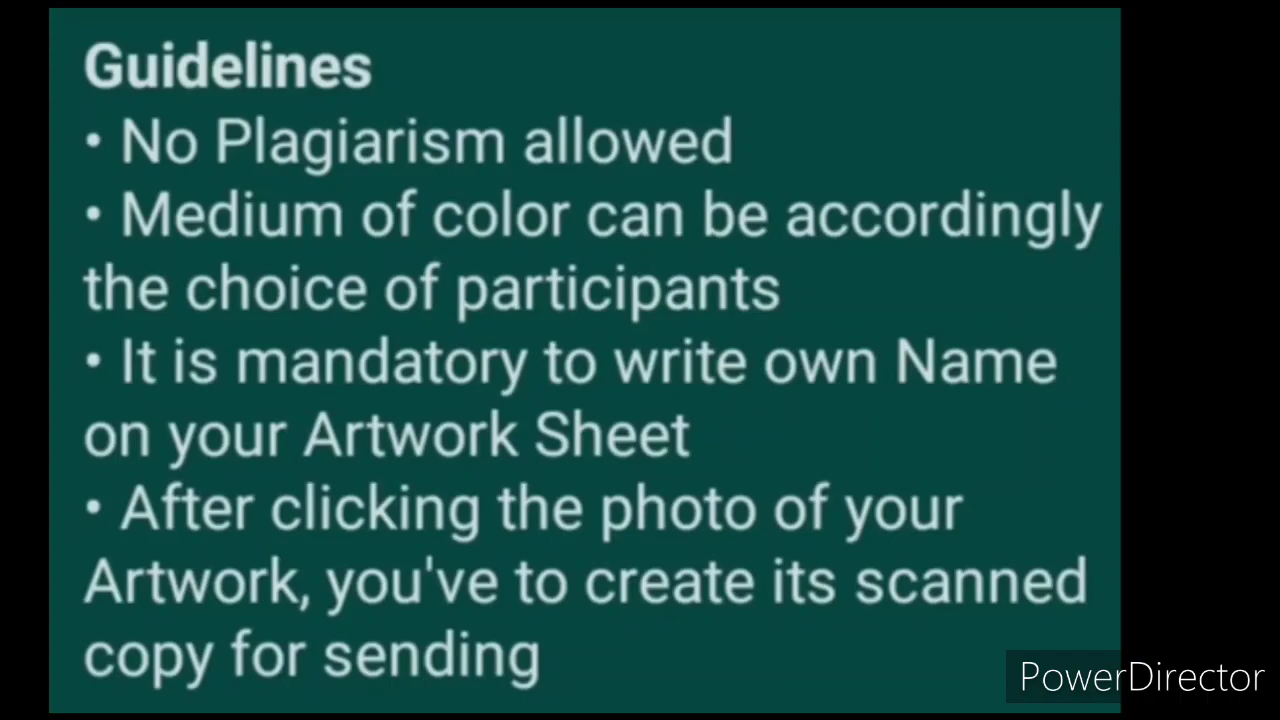 Guidelines
• No Plagiarism allowed
• Medium of color can be accordingly
the choice of participants
• It is mandatory to write own Name
on your Artwork Sheet
• After clicking the photo of your
Artwork, you've to create its scanned
copy for sending
PowerDirector